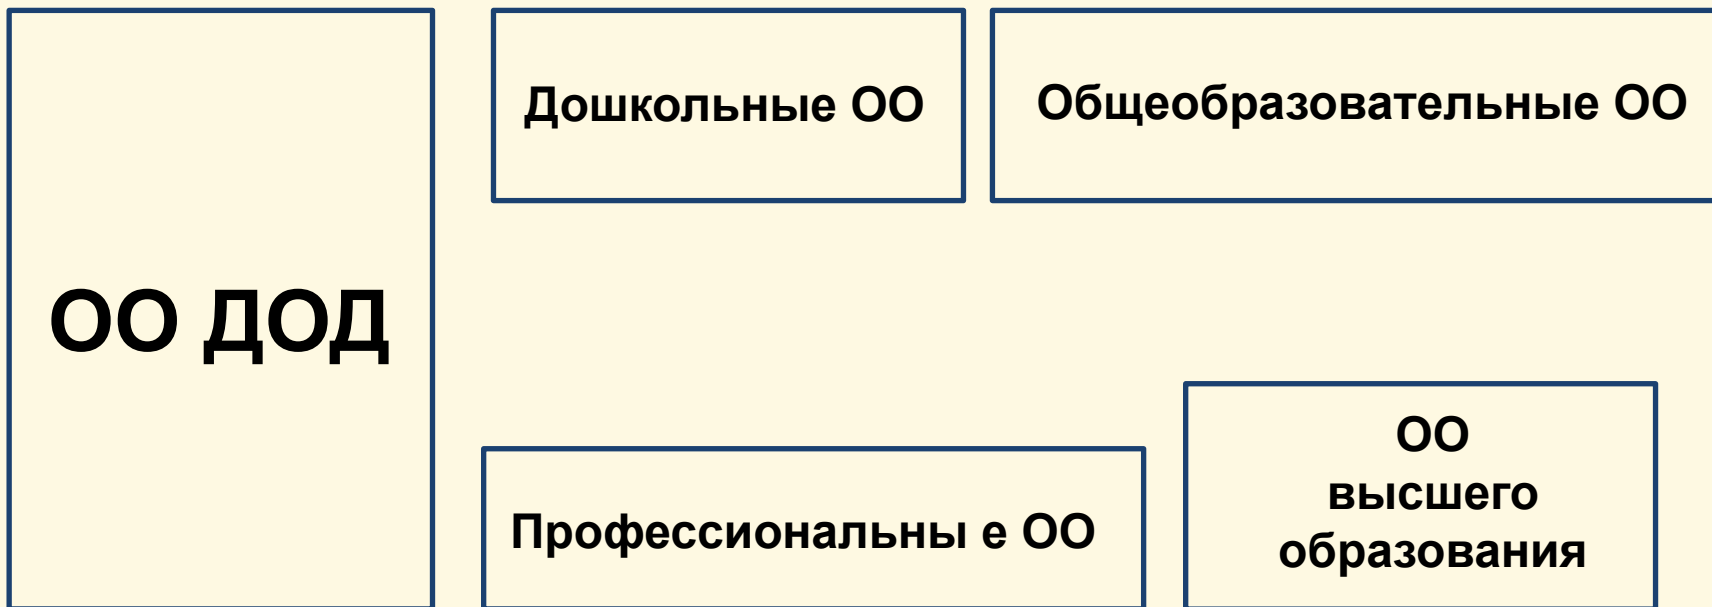 ОО ДОД
Дошкольные ОО
Общеобразовательные ОО
Профессиональны е ОО
ОО
высшего
образования